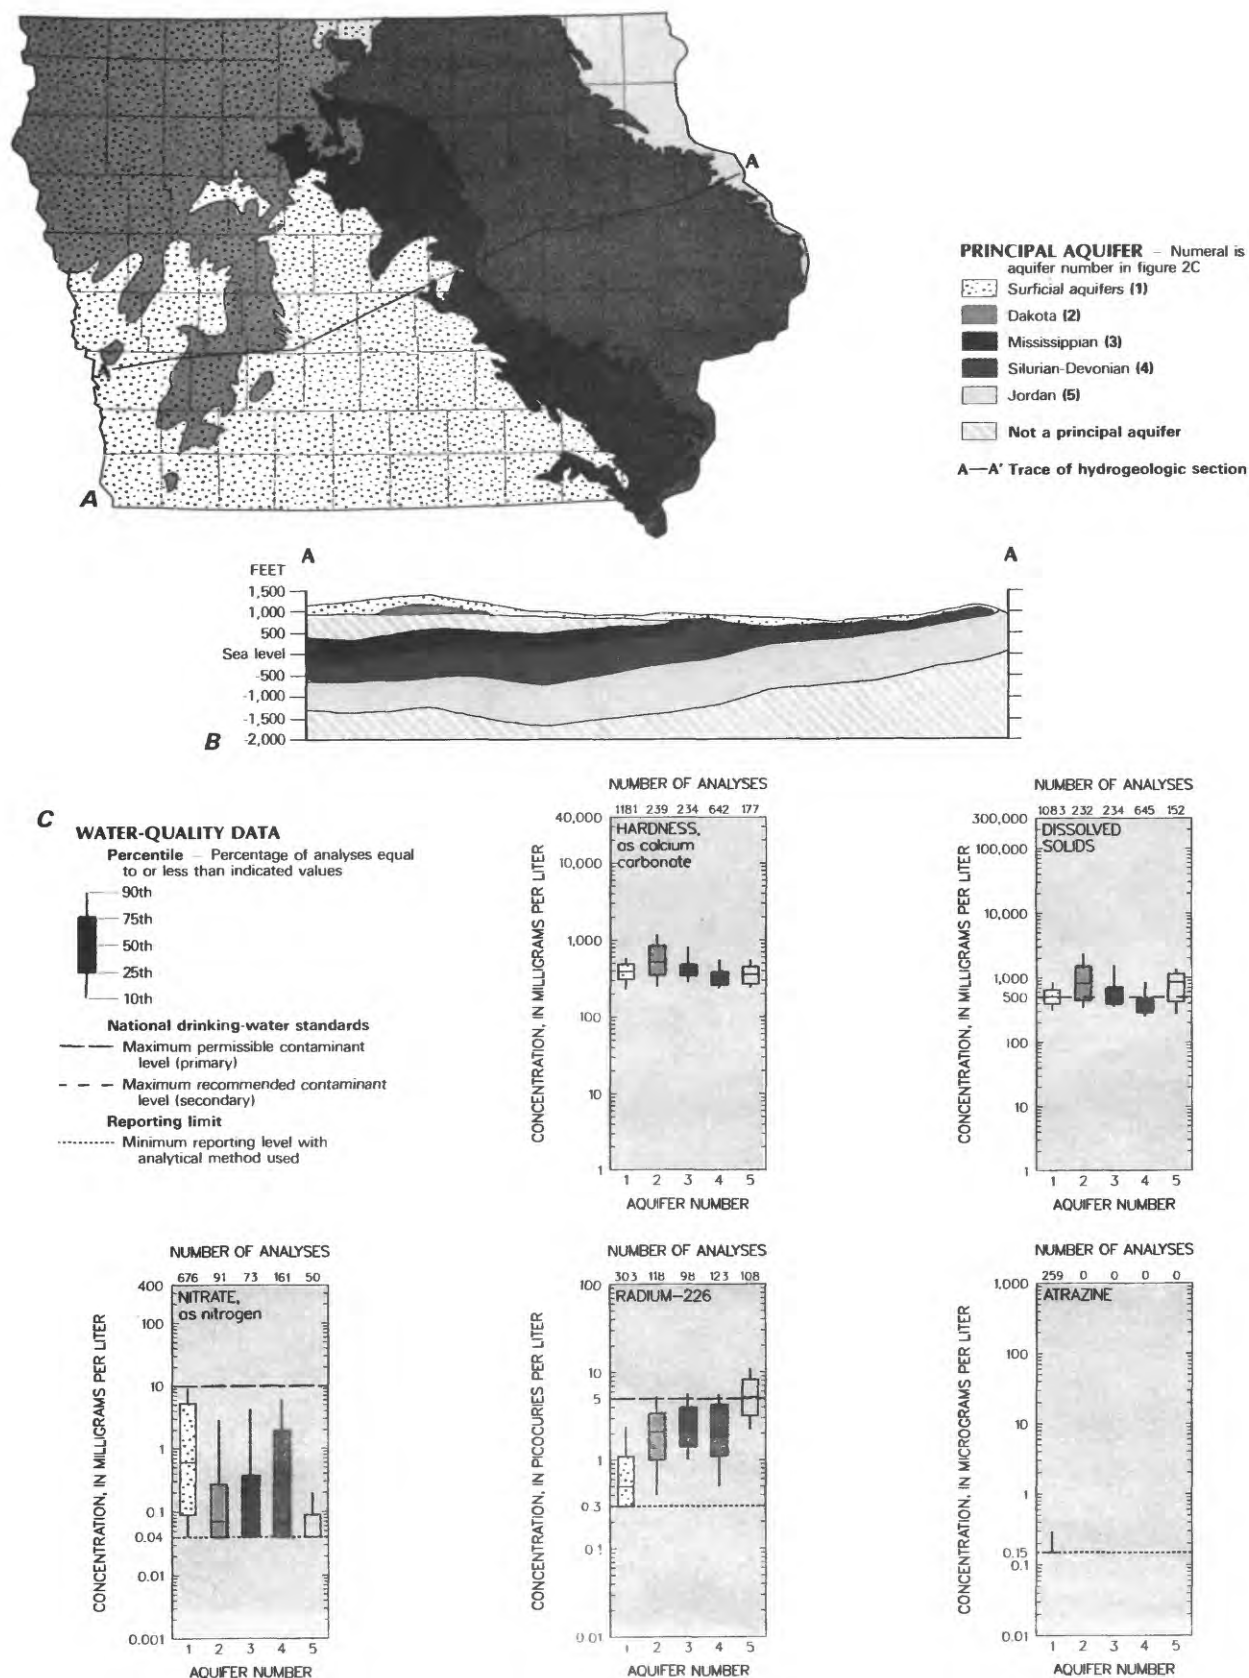 A
A
A
PRINCIPAL AQUIFER – Numeral is
aquifer number in figure 2C
Surficial aquifers (1)
Dakota (2)
Mississippian (3)
Silurian-Devonian (4)
Jordan (5)
Not a principal aquifer
A—A' Trace of hydrogeologic section
A
A
FEET
1,500
1,000
500
Sea level
-500
-1,000
-1,500
-2,000
B
C
WATER-QUALITY DATA
Percentile – Percentage of analyses equal
to or less than indicated values
90th
75th
50th
25th
10th
National drinking-water standards
Maximum permissible contaminant
level (primary)
Maximum recommended contaminant
level (secondary)
Reporting limit
Minimum reporting level with
analytical method used
NUMBER OF ANALYSES
1181 239 234 642 177
HARDNESS,
as calcium
carbonate
CONCENTRATION, IN MILLIGRAMS PER LITER
40,000
10,000
1,000
100
10
1
1 2 3 4 5
AQUIFER NUMBER
NUMBER OF ANALYSES
1083 232 234 645 152
DISSOLVED
SOLIDS
CONCENTRATION, IN MILLIGRAMS PER LITER
300,000
100,000
10,000
1,000
500
100
10
1
1 2 3 4 5
AQUIFER NUMBER
NUMBER OF ANALYSES
676 91 73 161 50
NITRATE,
as nitrogen
CONCENTRATION, IN MILLIGRAMS PER LITER
400
100
10
1
0.1
0.04
0.01
0.001
1 2 3 4 5
AQUIFER NUMBER
NUMBER OF ANALYSES
303 118 98 123 108
RADIUM-226
CONCENTRATION, IN PICOCURIES PER LITER
100
10
5
1
0.3
0.1
0.01
1 2 3 4 5
AQUIFER NUMBER
NUMBER OF ANALYSES
259 0 0 0 0
ATRAZINE
CONCENTRATION, IN MICROGRAMS PER LITER
1,000
100
10
1
0.15
0.1
0.01
1 2 3 4 5
AQUIFER NUMBER